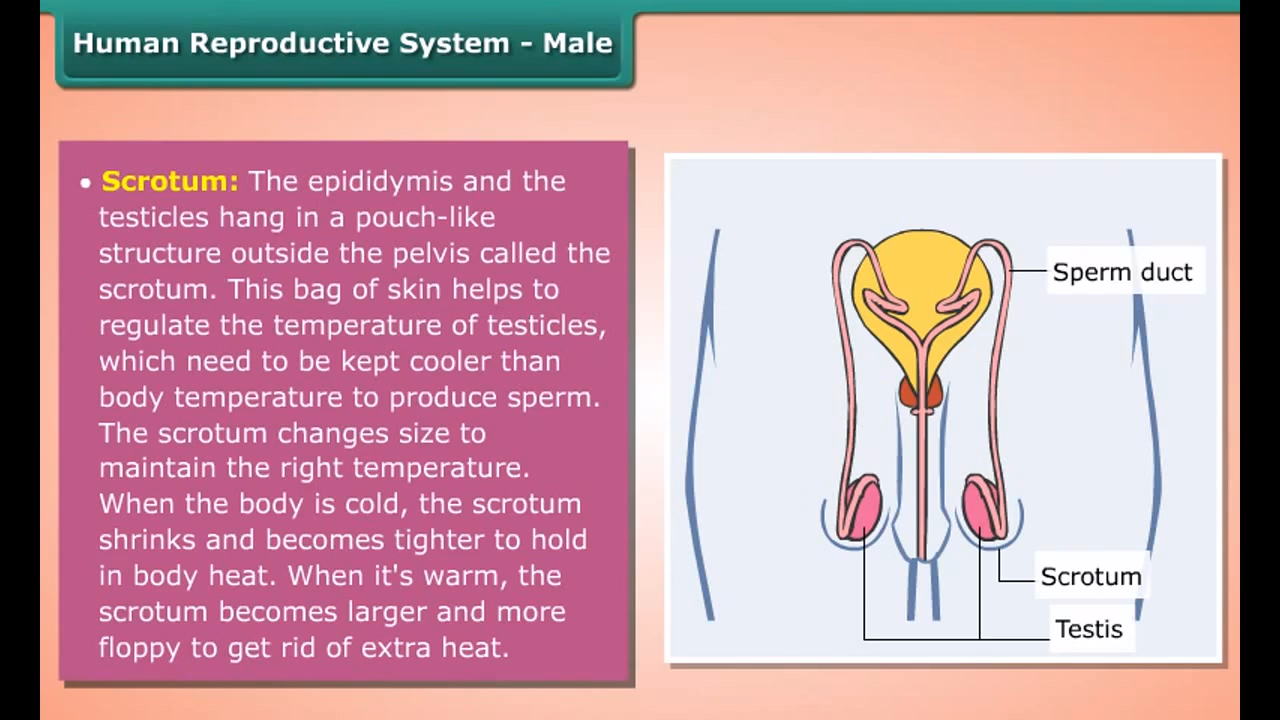 Human Reproductive System - Male
• Scrotum: The epididymis and the
testicles hang in a pouch-like
structure outside the pelvis called the
scrotum. This bag of skin helps to
regulate the temperature of testicles,
which need to be kept cooler than
body temperature to produce sperm.
The scrotum changes size to
maintain the right temperature.
When the body is cold, the scrotum
shrinks and becomes tighter to hold
in body heat. When it's warm, the
scrotum becomes larger and more
floppy to get rid of extra heat.
Sperm duct
Scrotum
Testis